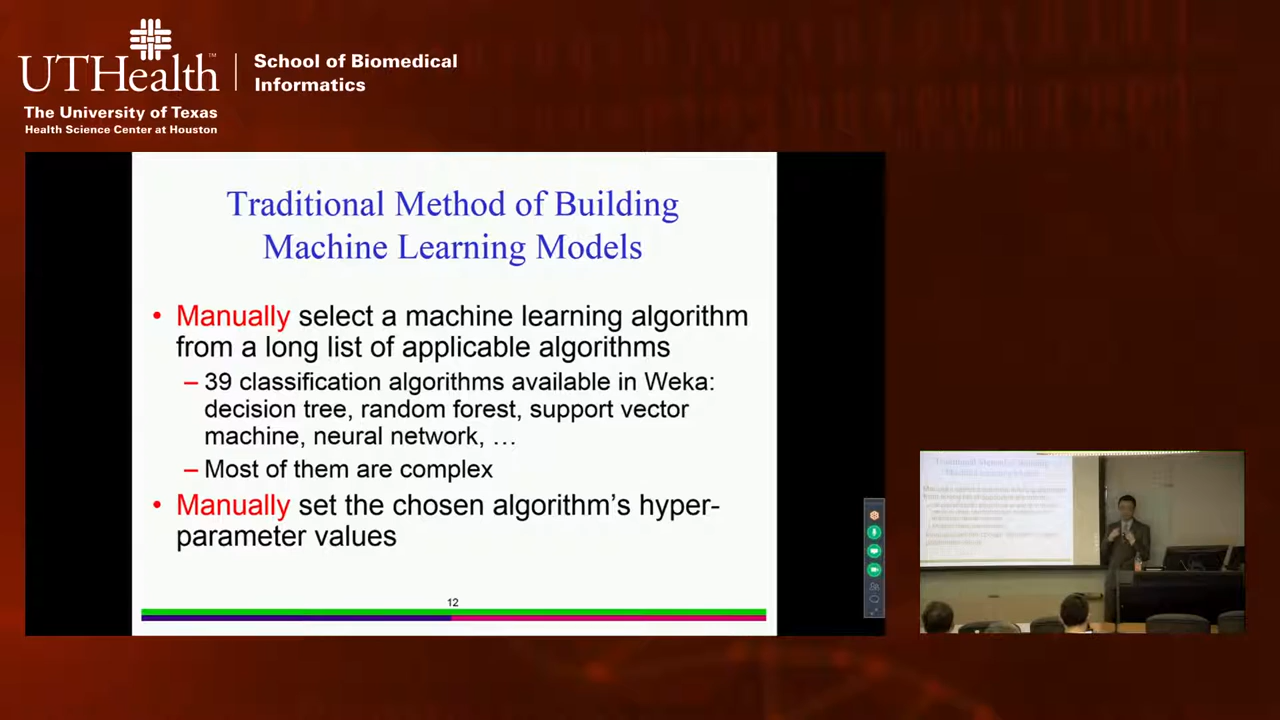 UTHealth™
School of Biomedical
Informatics
The University of Texas
Health Science Center at Houston
Traditional Method of Building
Machine Learning Models
• Manually select a machine learning algorithm
from a long list of applicable algorithms
– 39 classification algorithms available in Weka:
decision tree, random forest, support vector
machine, neural network, …
– Most of them are complex
• Manually set the chosen algorithm's hyper-
parameter values
12